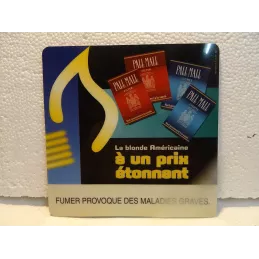 PALL MALL
PALL MALL
PALL MALL
PALL MALL
La blonde Américaine
à un prix
étonnant
FUMER PROVOQUE DES MALADIES GRAVES.